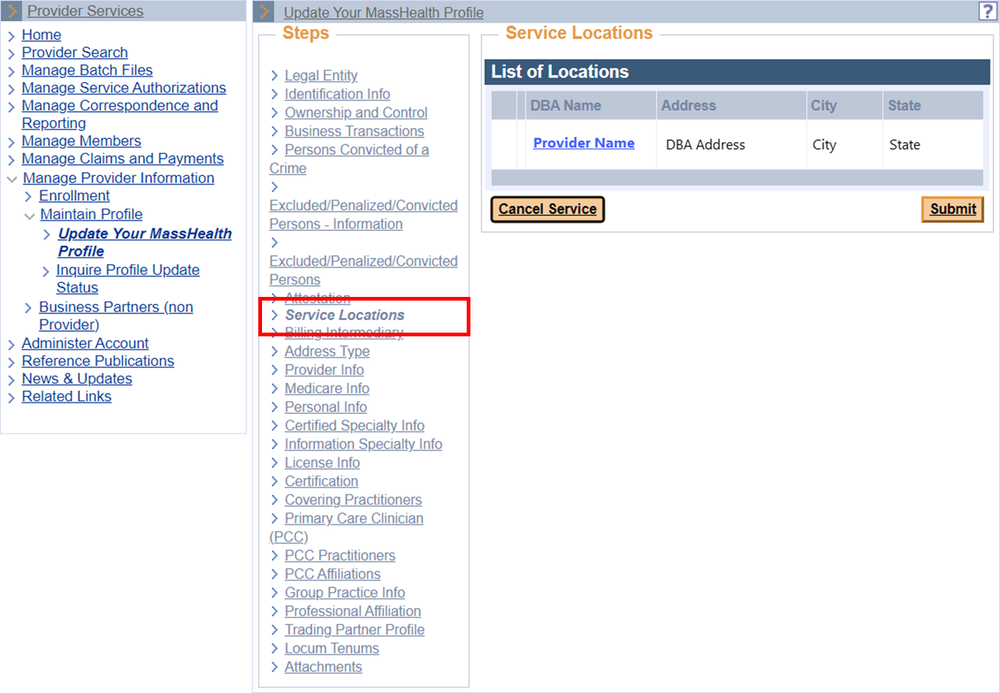 Provider Services
Home
Provider Search
Manage Batch Files
Manage Service Authorizations
Manage Correspondence and
Reporting
Manage Members
Manage Claims and Payments
Manage Provider Information
Enrollment
Maintain Profile
Update Your MassHealth
Profile
Inquire Profile Update
Status
Business Partners (non
Provider)
Administer Account
Reference Publications
News & Updates
Related Links
Update Your MassHealth Profile
?
Steps
Legal Entity
Identification Info
Ownership and Control
Business Transactions
Persons Convicted of a
Crime
Excluded/Penalized/Convicted
Persons - Information
Excluded/Penalized/Convicted
Persons
Attestation
Service Locations
Billing Intermediary
Address Type
Provider Info
Medicare Info
Personal Info
Certified Specialty Info
Information Specialty Info
License Info
Certification
Covering Practitioners
Primary Care Clinician
(PCC)
PCC Practitioners
PCC Affiliations
Group Practice Info
Professional Affiliation
Trading Partner Profile
Locum Tenums
Attachments
Service Locations
List of Locations
DBA Name Address City State
Provider Name DBA Address City State
Cancel Service Submit